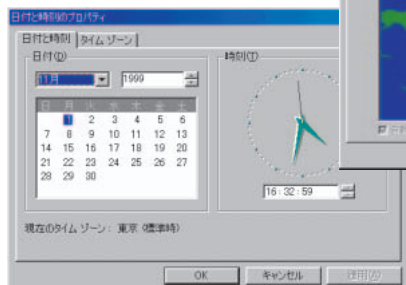 日付と時刻のプロパティ
日付と時刻 タイム ゾーン
日付(D)
11月 1999
日 月 火 水 木 金 土
1 2 3 4 5 6
7 8 9 10 11 12 13
14 15 16 17 18 19 20
21 22 23 24 25 26 27
28 29 30
時刻(T)
16:32:59
現在のタイム ゾーン: 東京 (標準時)
OK キャンセル 適用(A)